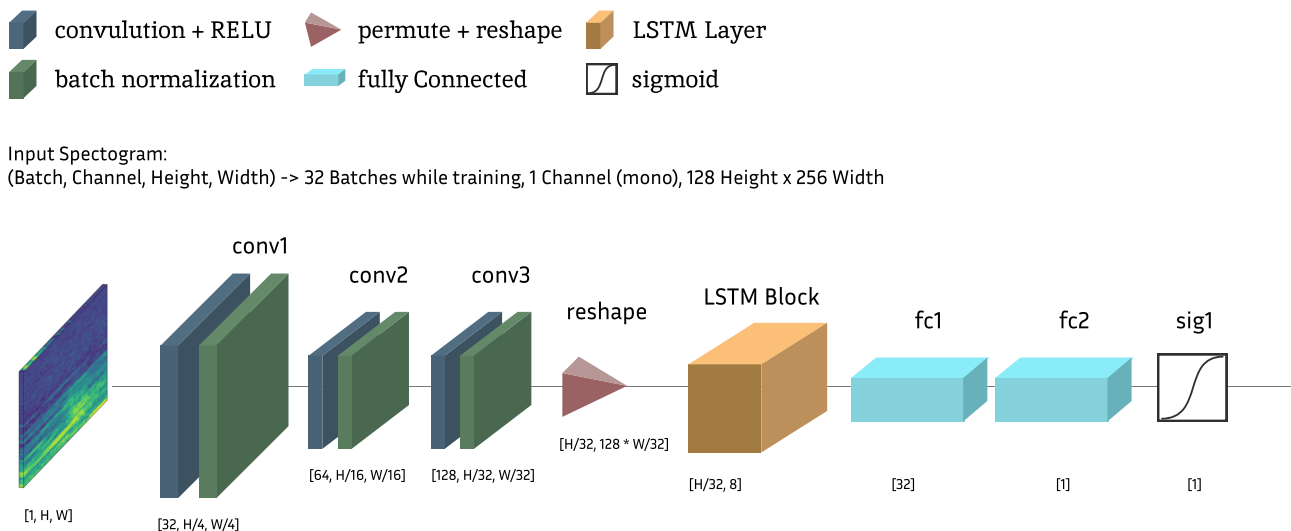 convulution + RELU
permute + reshape
LSTM Layer
batch normalization
fully Connected
sigmoid
Input Spectogram:
(Batch, Channel, Height, Width) -> 32 Batches while training, 1 Channel (mono), 128 Height x 256 Width
conv1
conv2
conv3
reshape
LSTM Block
fc1
fc2
sig1
[1, H, W]
[32, H/4, W/4]
[64, H/16, W/16]
[128, H/32, W/32]
[H/32, 128 * W/32]
[H/32, 8]
[32]
[1]
[1]